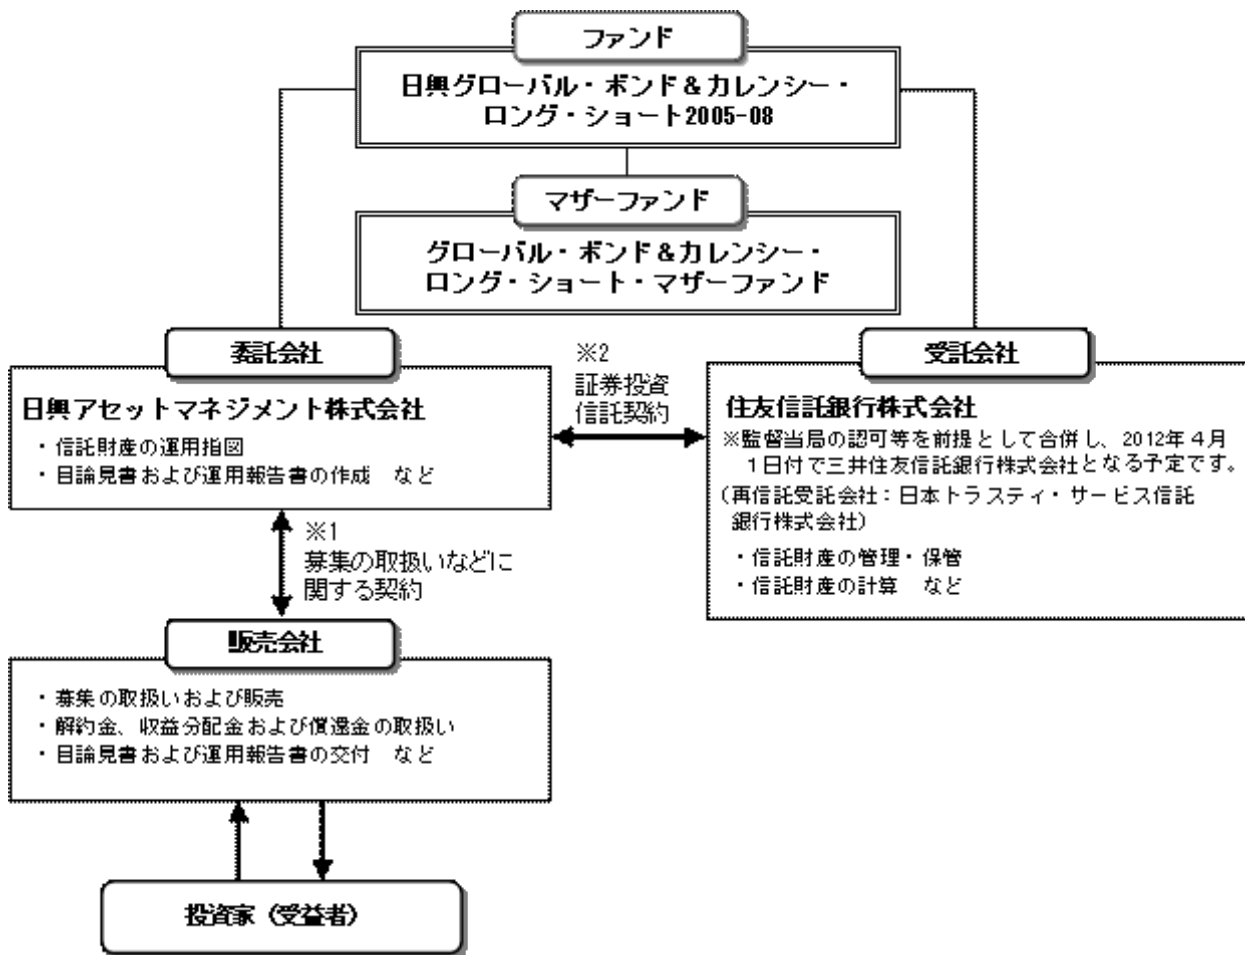 ファンド
日興グローバル・ボンド＆カレンシー・
ロング・ショート2005-08
マザーファンド
グローバル・ボンド＆カレンシー・
ロング・ショート・マザーファンド
委託会社
日興アセットマネジメント株式会社
・信託財産の運用指図
・目論見書および運用報告書の作成　など
※2
証券投資
信託契約
受託会社
住友信託銀行株式会社
※監督当局の認可等を前提として合併し、2012年４月
１日付で三井住友信託銀行株式会社となる予定です。
（再信託受託会社：日本トラスティ・サービス信託
銀行株式会社）
・信託財産の管理・保管
・信託財産の計算　など
※1
募集の取扱いなどに
関する契約
販売会社
・募集の取扱いおよび販売
・解約金、収益分配金および償還金の取扱い
・目論見書および運用報告書の交付　など
投資家（受益者）